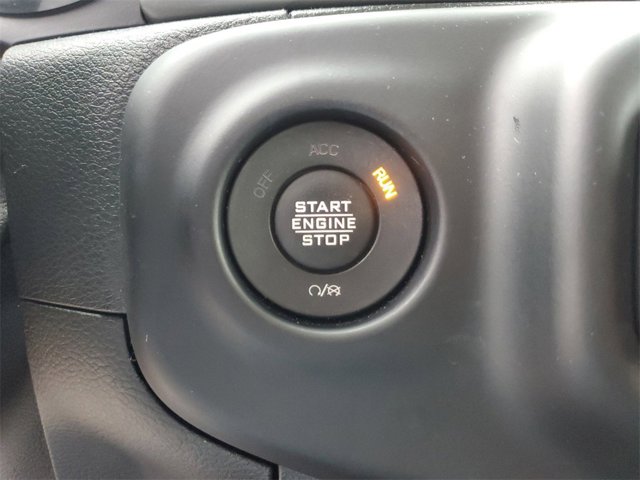 ACC
OFF
RUN
START
ENGINE
STOP